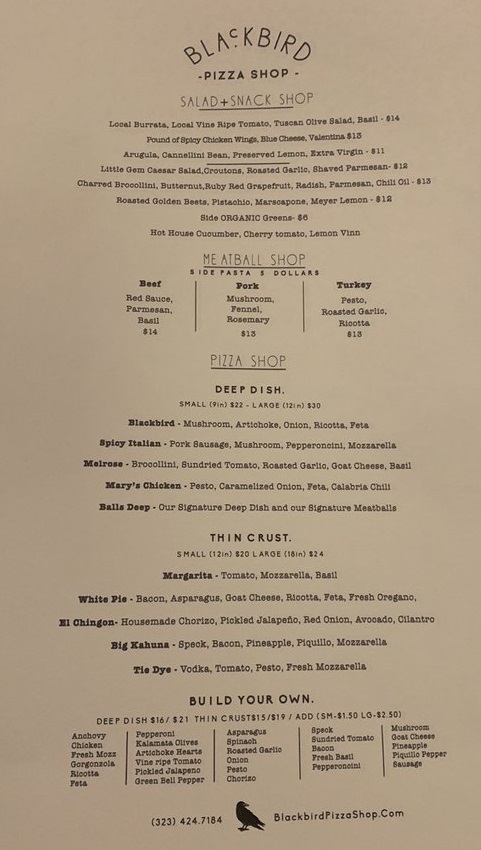 BLACKBIRD
-PIZZA SHOP -
SALAD+SNACK SHOP
Local Burrata, Local Vine Ripe Tomato, Tuscan Olive Salad, Basil - $14
Pound of Spicy Chicken Wings, Blue Cheese, Valentina $13
Arugula, Cannellini Bean, Preserved Lemon, Extra Virgin - $11
Little Gem Caesar Salad,Croutons, Roasted Garlic, Shaved Parmesan- $12
Charred Brocollini, Butternut,Ruby Red Grapefruit, Radish, Parmesan, Chili Oil - $13
Roasted Golden Beets, Pistachio, Marscapone, Meyer Lemon - $12
Side ORGANIC Greens- $6
Hot House Cucumber, Cherry tomato, Lemon Vinn
MEATBALL SHOP
SIDE PASTA 5 DOLLARS
Beef
Red Sauce,
Parmesan,
Basil
$14
Pork
Mushroom,
Fennel,
Rosemary
$13
Turkey
Pesto,
Roasted Garlic,
Ricotta
$13
PIZZA SHOP
DEEP DISH.
SMALL (9in) $22 - LARGE (12in) $30
Blackbird - Mushroom, Artichoke, Onion, Ricotta, Feta
Spicy Italian - Pork Sausage, Mushroom, Pepperoncini, Mozzarella
Melrose - Brocollini, Sundried Tomato, Roasted Garlic, Goat Cheese, Basil
Mary's Chicken - Pesto, Caramelized Onion, Feta, Calabria Chili
Balls Deep - Our Signature Deep Dish and our Signature Meatballs
THIN CRUST.
SMALL (12in) $20 LARGE (18in) $24
Margarita - Tomato, Mozzarella, Basil
White Pie - Bacon, Asparagus, Goat Cheese, Ricotta, Feta, Fresh Oregano,
El Chingon- Housemade Chorizo, Pickled Jalapeño, Red Onion, Avocado, Cilantro
Big Kahuna - Speck, Bacon, Pineapple, Piquillo, Mozzarella
Tie Dye - Vodka, Tomato, Pesto, Fresh Mozzarella
BUILD YOUR OWN.
DEEP DISH $16/ $21 THIN CRUST$15/$19 / ADD (SM-$1.50 LG-$2.50)
Anchovy
Chicken
Fresh Mozz
Gorgonzola
Ricotta
Feta
Pepperoni
Kalamata Olives
Artichoke Hearts
Vine ripe Tomato
Pickled Jalapeno
Green Bell Pepper
Asparagus
Spinach
Roasted Garlic
Onion
Pesto
Chorizo
Speck
Sundried Tomato
Bacon
Fresh Basil
Pepperoncini
Mushroom
Goat Cheese
Pineapple
Piquillo Pepper
Sausage
(323) 424.7184
BlackbirdPizzaShop.Com